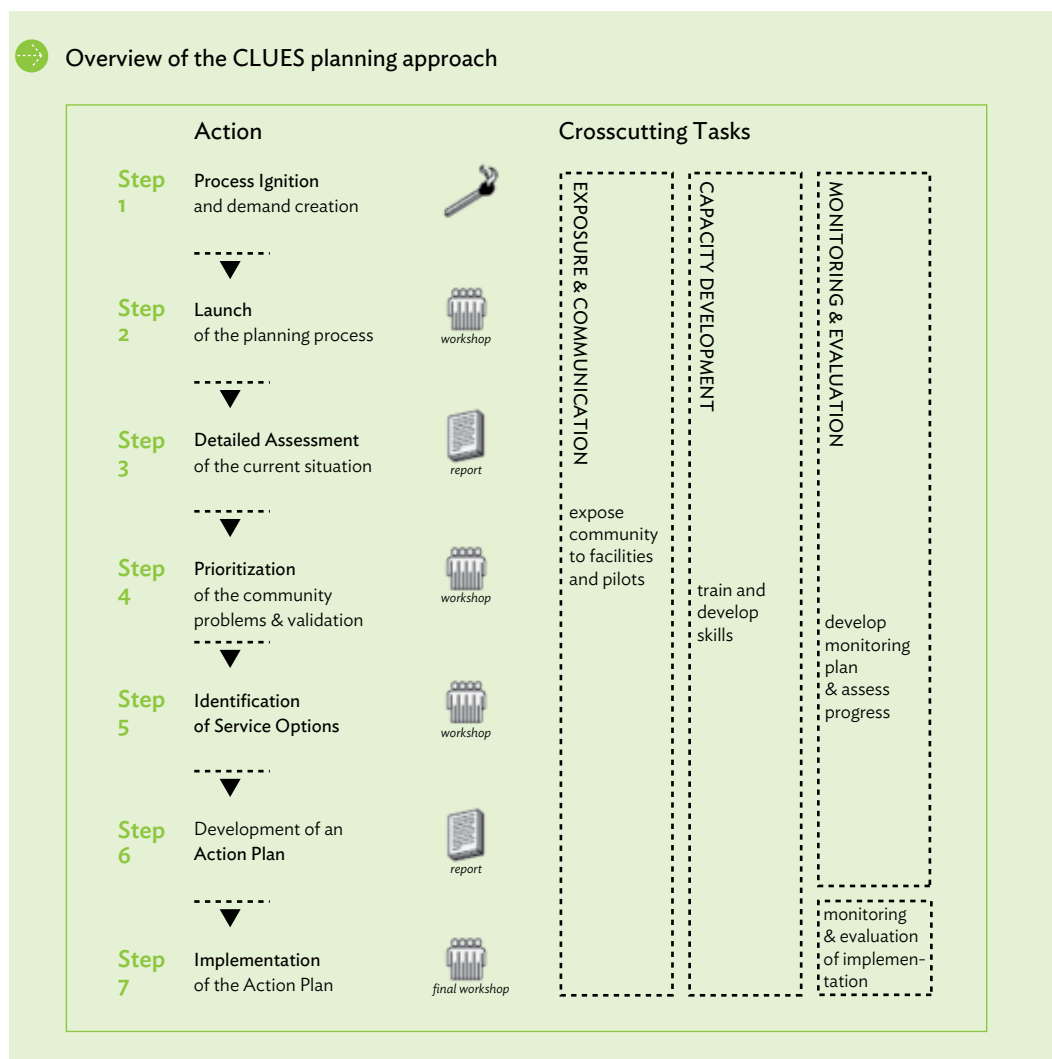 Overview of the CLUES planning approach
Action
Crosscutting Tasks
Step
1
Process Ignition
and demand creation
Step
2
Launch
of the planning process
workshop
Step
3
Detailed Assessment
of the current situation
report
Step
4
Prioritization
of the community
problems & validation
workshop
Step
5
Identification
of Service Options
workshop
Step
6
Development of an
Action Plan
report
Step
7
Implementation
of the Action Plan
final workshop
EXPOSURE & COMMUNICATION
expose
community
to facilities
and pilots
CAPACITY DEVELOPMENT
train and
develop
skills
MONITORING & EVALUATION
develop
monitoring
plan
& assess
progress
monitoring
& evaluation
of implemen-
tation